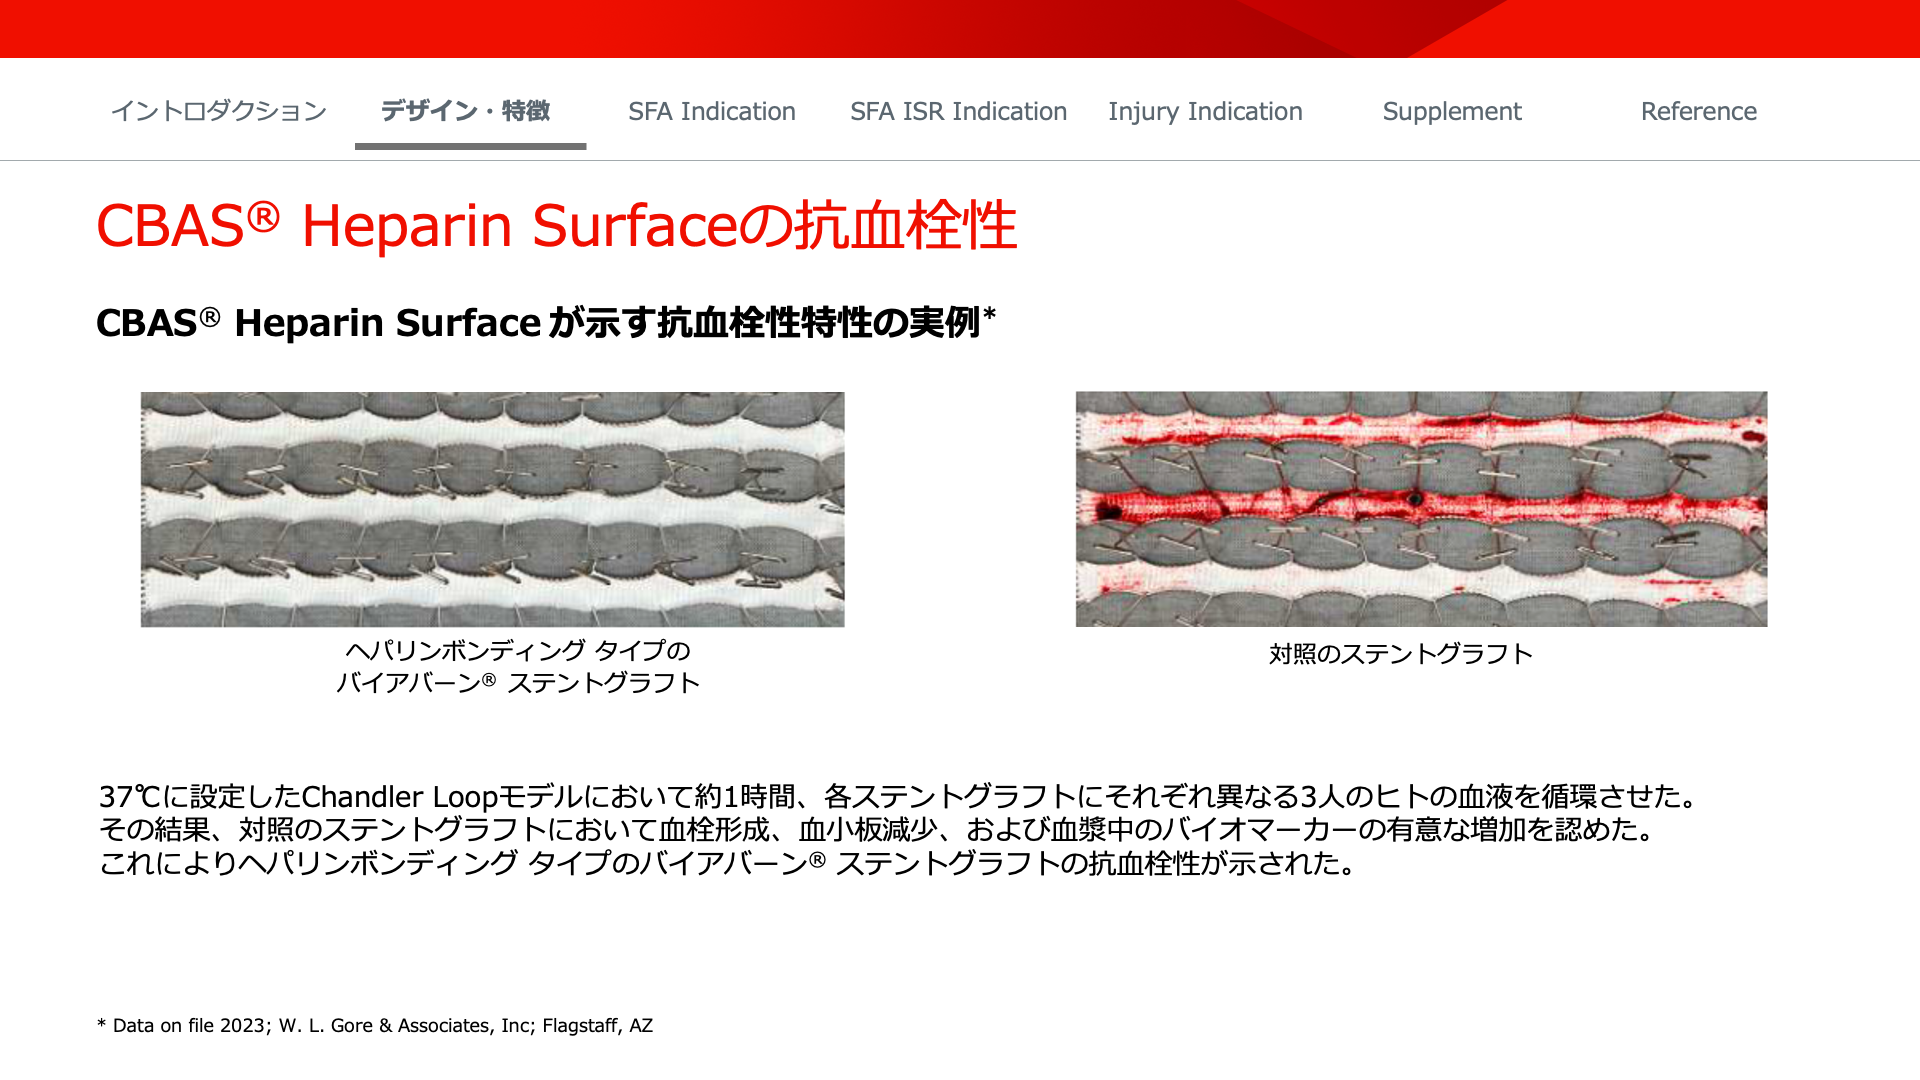 イントロダクション
デザイン・特徴
SFA Indication
SFA ISR Indication
Injury Indication
Supplement
Reference
CBAS® Heparin Surfaceの抗血栓性
CBAS® Heparin Surface が示す抗血栓性特性の実例*
ヘパリンボンディング タイプの
バイアバーン® ステントグラフト
対照のステントグラフト
37℃に設定したChandler Loopモデルにおいて約1時間、各ステントグラフトにそれぞれ異なる3人のヒトの血液を循環させた。
その結果、対照のステントグラフトにおいて血栓形成、血小板減少、および血漿中のバイオマーカーの有意な増加を認めた。
これによりヘパリンボンディング タイプのバイアバーン® ステントグラフトの抗血栓性が示された。
* Data on file 2023; W. L. Gore & Associates, Inc; Flagstaff, AZ